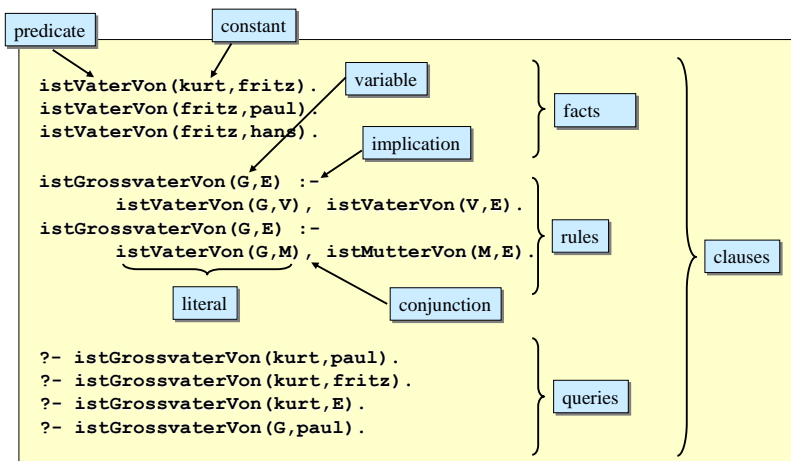 predicate
constant
variable
istVaterVon(kurt,fritz).
istVaterVon(fritz,paul).
istVaterVon(fritz,hans).
facts
implication
istGrossvaterVon(G,E) :-
istVaterVon(G,V), istVaterVon(V,E).
istGrossvaterVon(G,E) :-
istVaterVon(G,M), istMutterVon(M,E).
rules
clauses
literal
conjunction
?- istGrossvaterVon(kurt,paul).
?- istGrossvaterVon(kurt,fritz).
?- istGrossvaterVon(kurt,E).
?- istGrossvaterVon(G,paul).
queries